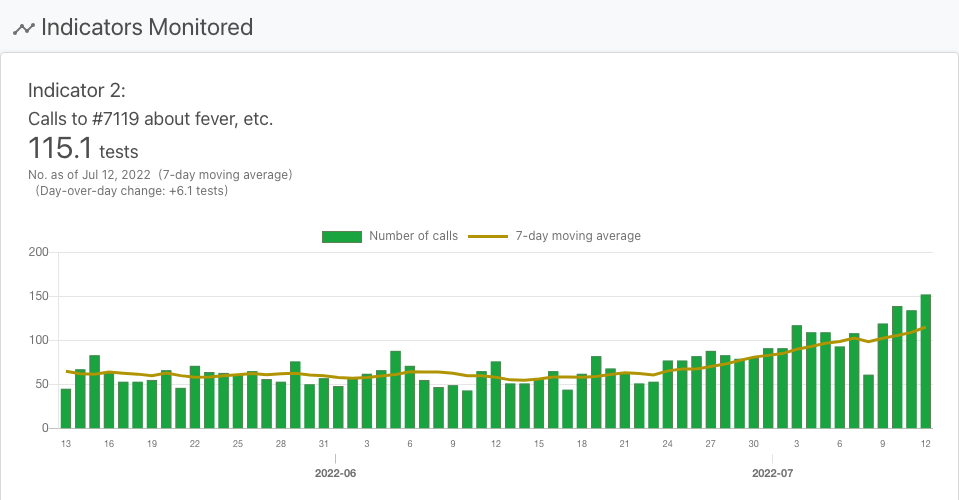 Indicators Monitored
Indicator 2:
Calls to #7119 about fever, etc.
115.1 tests
No. as of Jul 12, 2022 (7-day moving average)
(Day-over-day change: +6.1 tests)
Number of calls 7-day moving average
200
150
100
50
0
13 16 19 22 25 28 31 3 6 9 12 15 18 21 24 27 30 3 6 9 12
2022-06 2022-07